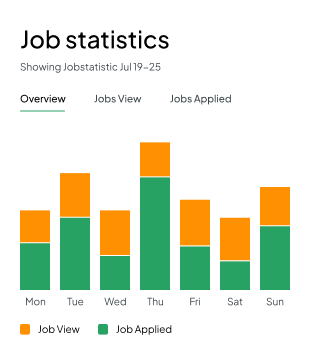 Job statistics
Showing Jobstatistic Jul 19-25
Overview Jobs View Jobs Applied
Mon Tue Wed Thu Fri Sat Sun
Job View Job Applied